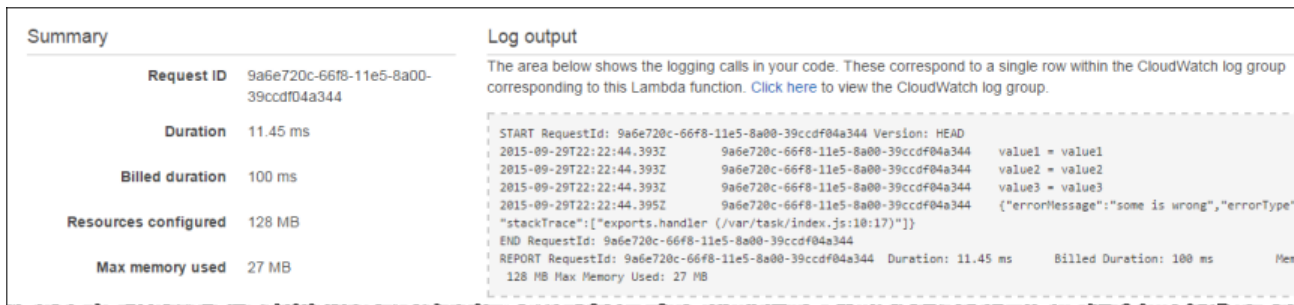 Summary
Request ID 9a6e720c-66f8-11e5-8a00-
39ccdf04a344
Duration 11.45 ms
Billed duration 100 ms
Resources configured 128 MB
Max memory used 27 MB
Log output
The area below shows the logging calls in your code. These correspond to a single row within the CloudWatch log group
corresponding to this Lambda function. Click here to view the CloudWatch log group.
START RequestId: 9a6e720c-66f8-11e5-8a00-39ccdf04a344 Version: HEAD
2015-09-29T22:22:44.393Z 9a6e720c-66f8-11e5-8a00-39ccdf04a344 value1 = value1
2015-09-29T22:22:44.393Z 9a6e720c-66f8-11e5-8a00-39ccdf04a344 value2 = value2
2015-09-29T22:22:44.393Z 9a6e720c-66f8-11e5-8a00-39ccdf04a344 value3 = value3
2015-09-29T22:22:44.395Z 9a6e720c-66f8-11e5-8a00-39ccdf04a344 {"errorMessage":"some is wrong","errorType"
"stackTrace":["exports.handler (/var/task/index.js:10:17)"]}
END RequestId: 9a6e720c-66f8-11e5-8a00-39ccdf04a344
REPORT RequestId: 9a6e720c-66f8-11e5-8a00-39ccdf04a344 Duration: 11.45 ms Billed Duration: 100 ms Mem
128 MB Max Memory Used: 27 MB